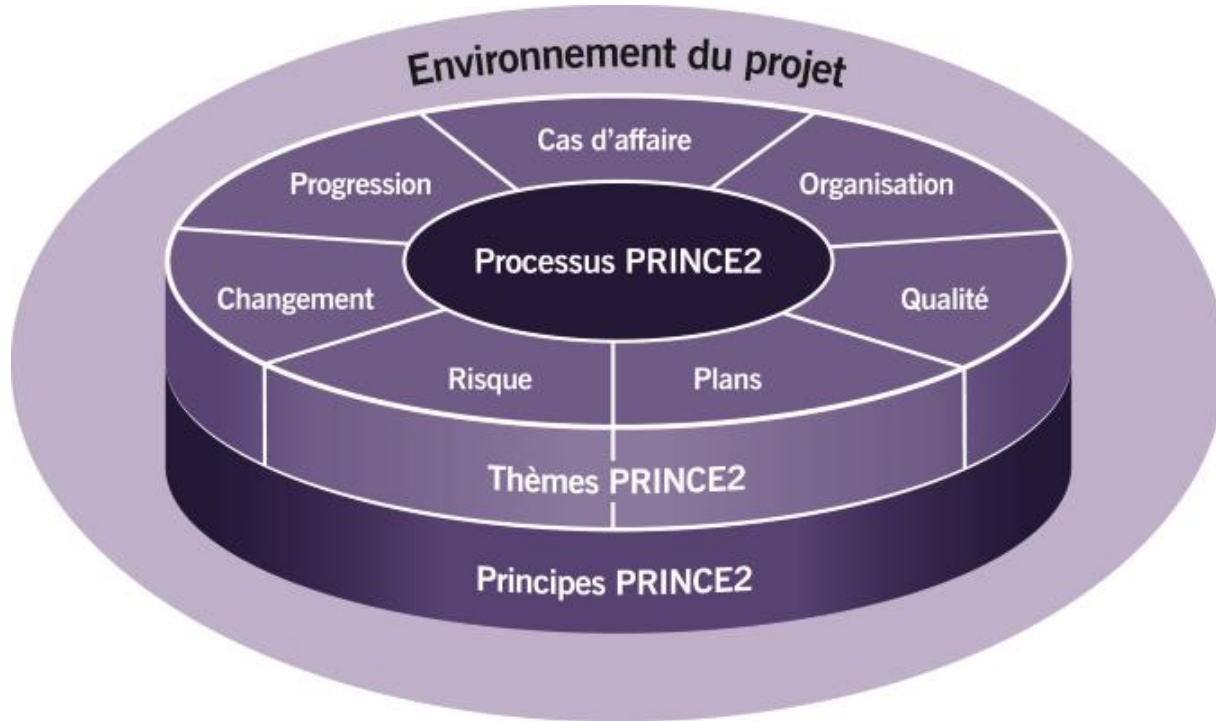 Environnement du projet
Cas d'affaire
Progression
Organisation
Processus PRINCE2
Changement
Qualité
Risque
Plans
Thèmes PRINCE2
Principes PRINCE2